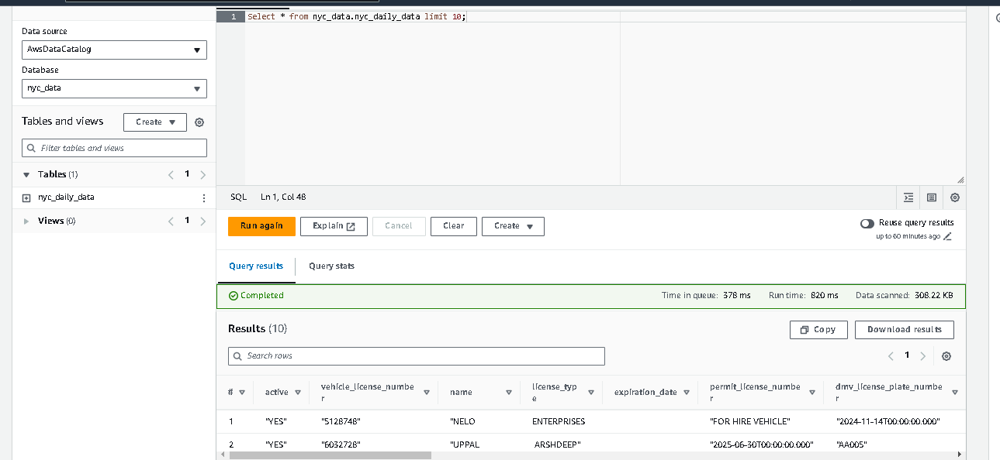 1 Select * from nyc_data.nyc_daily_data limit 10;
Data source
AwsDataCatalog
Database
nyc_data
Tables and views
Create
Filter tables and views
Tables (1)
1
nyc_daily_data
Views (0)
1
SQL Ln 1, Col 48
Run again Explain Cancel Clear Create
Reuse query results
up to 60 minutes ago
Query results Query stats
Completed Time in queue: 378 ms Run time: 820 ms Data scanned: 308.22 KB
Results (10)
Copy Download results
Search rows
1
# active vehicle_license_numbe
r name license_typ
e expiration_date permit_license_numbe
r dmv_license_plate_numbe
r
1 "YES" "5128748" "NELO ENTERPRISES "FOR HIRE VEHICLE" "2024-11-14T00:00:00.000"
2 "YES" "6032728" "UPPAL ARSHDEEP" "2025-06-30T00:00:00.000" "AA005"